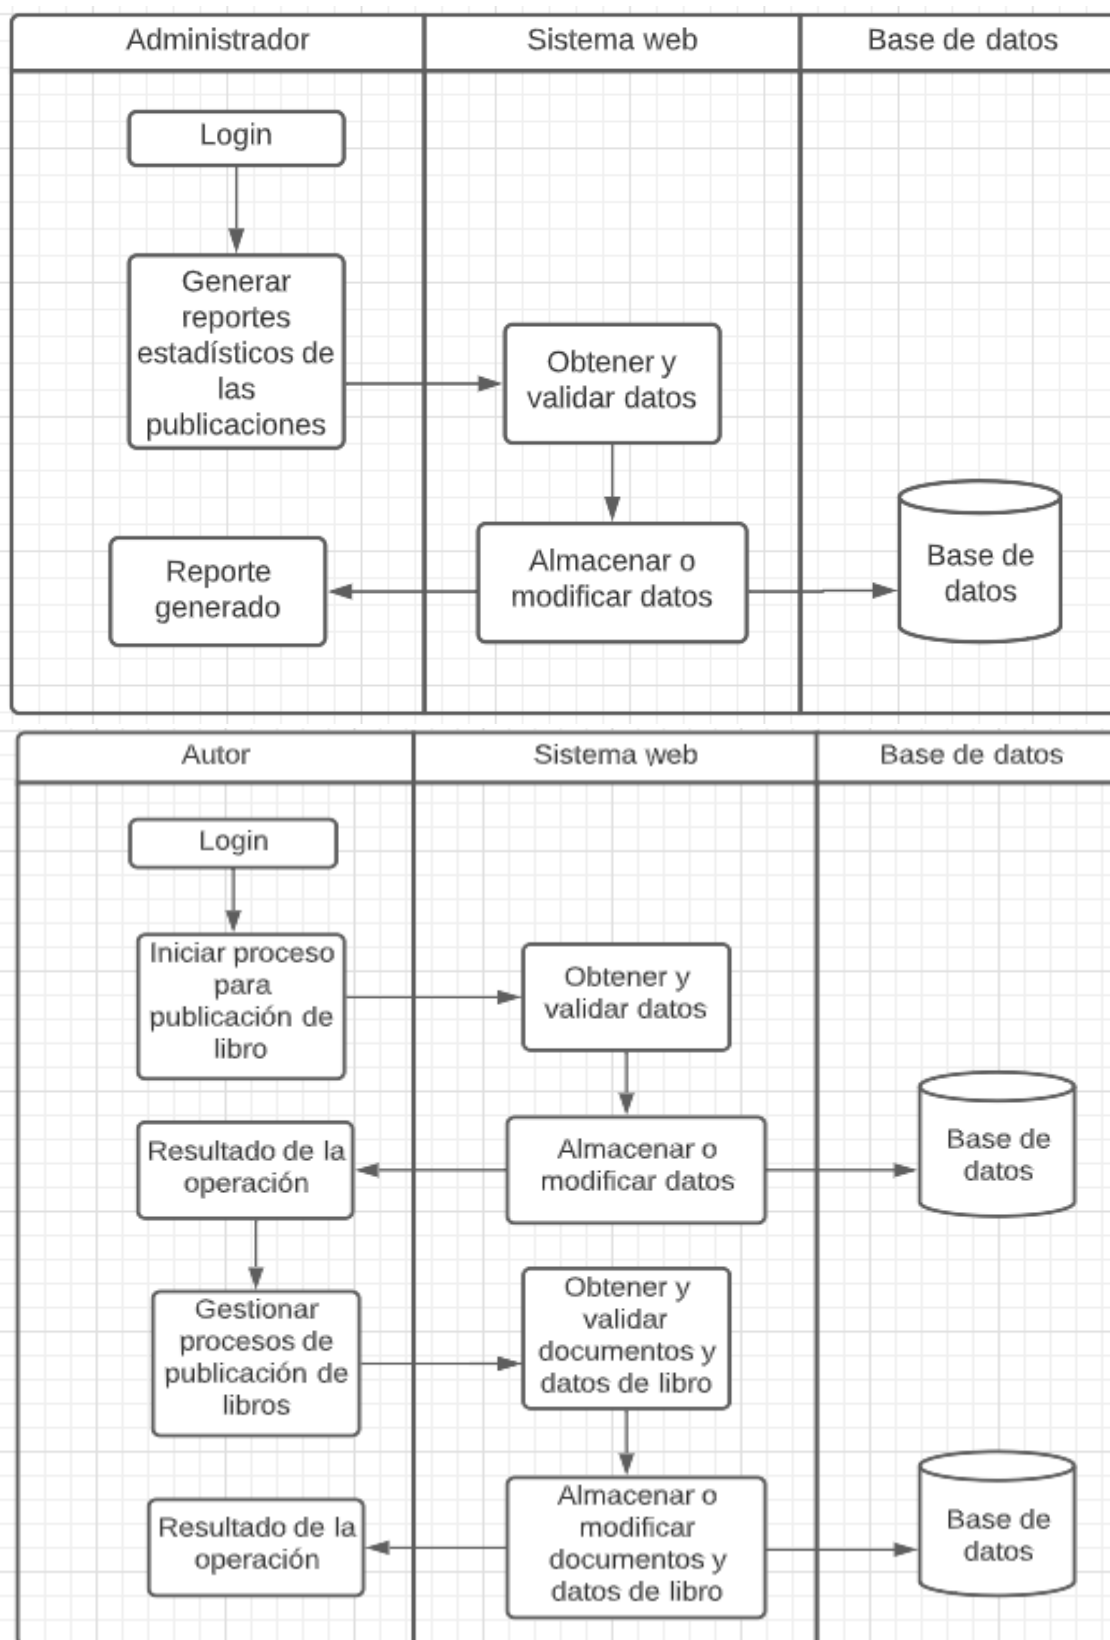 Administrador
Sistema web
Base de datos
Login
Generar
reportes
estadísticos de
las
publicaciones
Obtener y
validar datos
Almacenar o
modificar datos
Base de
datos
Reporte
generado
Autor
Sistema web
Base de datos
Login
Iniciar proceso
para
publicación de
libro
Obtener y
validar datos
Almacenar o
modificar datos
Base de
datos
Resultado de la
operación
Gestionar
procesos de
publicación de
libros
Obtener y
validar
documentos y
datos de libro
Almacenar o
modificar
documentos y
datos de libro
Base de
datos
Resultado de la
operación